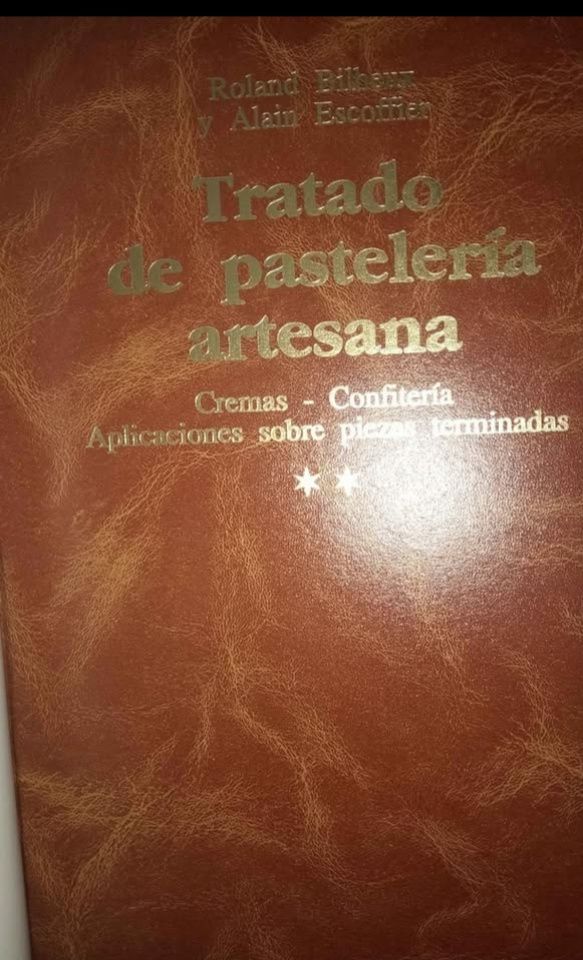 Roland Bilheux
y Alain Escoffier
Tratado
de pastelería
artesana
Cremas - Confitería
Aplicaciones sobre piezas terminadas